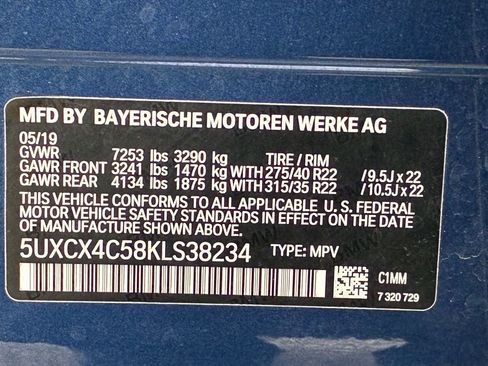 MFD BY BAYERISCHE MOTOREN WERKE AG
05/19
GVWR 7253 lbs 3290 kg TIRE / RIM
GAWR FRONT 3241 lbs 1470 kg WITH 275/40 R22 /9.5J x 22
GAWR REAR 4134 lbs 1875 kg WITH 315/35 R22 /10.5J x 22
THIS VEHICLE CONFORMS TO ALL APPLICABLE U. S. FEDERAL
MOTOR VEHICLE SAFETY STANDARDS IN EFFECT ON THE DATE
OF MANUFACTURE SHOWN ABOVE.
5UXCX4C58KLS38234 TYPE: MPV
C1MM
7 320 729